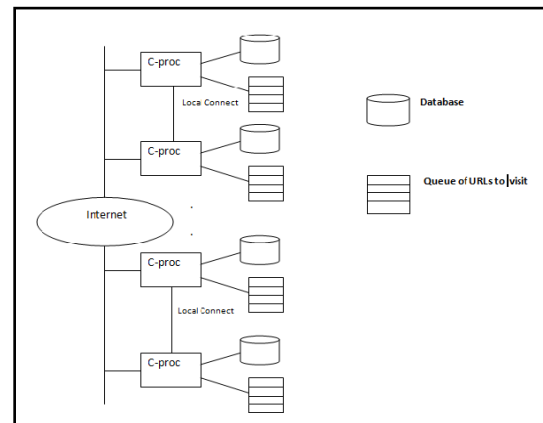 C-proc
Loca Connect
Database
C-proc
Queue of URLs to visit
Internet
C-proc
Local Connect
C-proc